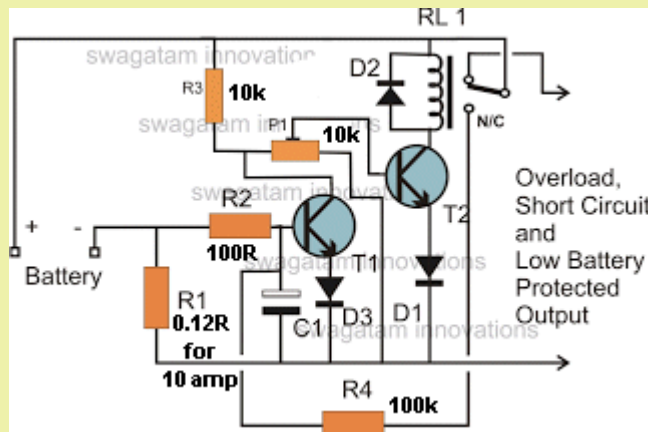 RL 1
swagatam innovations
D2
R3
10k
swagatam innovations
P1
10k
N/C
swagatam innovations
R2
100R
T2
Overload,
Short Circuit
and
Low Battery
Protected
Output
+ -
Battery
T1
swagatam innovations
R1
0.12R
for
10 amp
C1
D3
D1
swagatam innovations
R4
100k